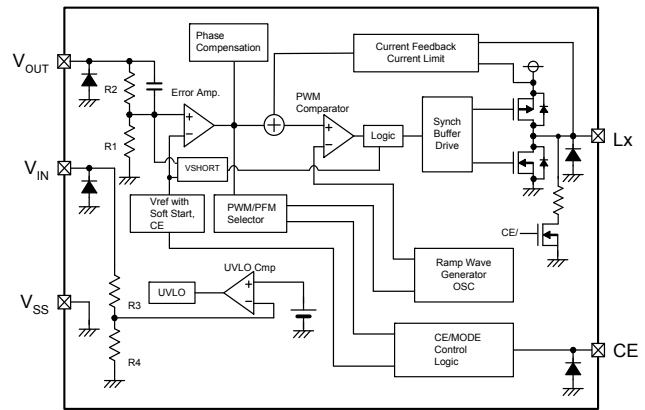 Phase
Compensation
Current Feedback
Current Limit
VOUT
R2
Error Amp.
PWM
Comparator
R1
Logic
Synch
Buffer
Drive
Lx
VSHORT
VIN
Vref with
Soft Start,
CE
PWM/PFM
Selector
CE/
Ramp Wave
Generator
OSC
UVLO Cmp
UVLO
VSS
R3
R4
CE/MODE
Control
Logic
CE